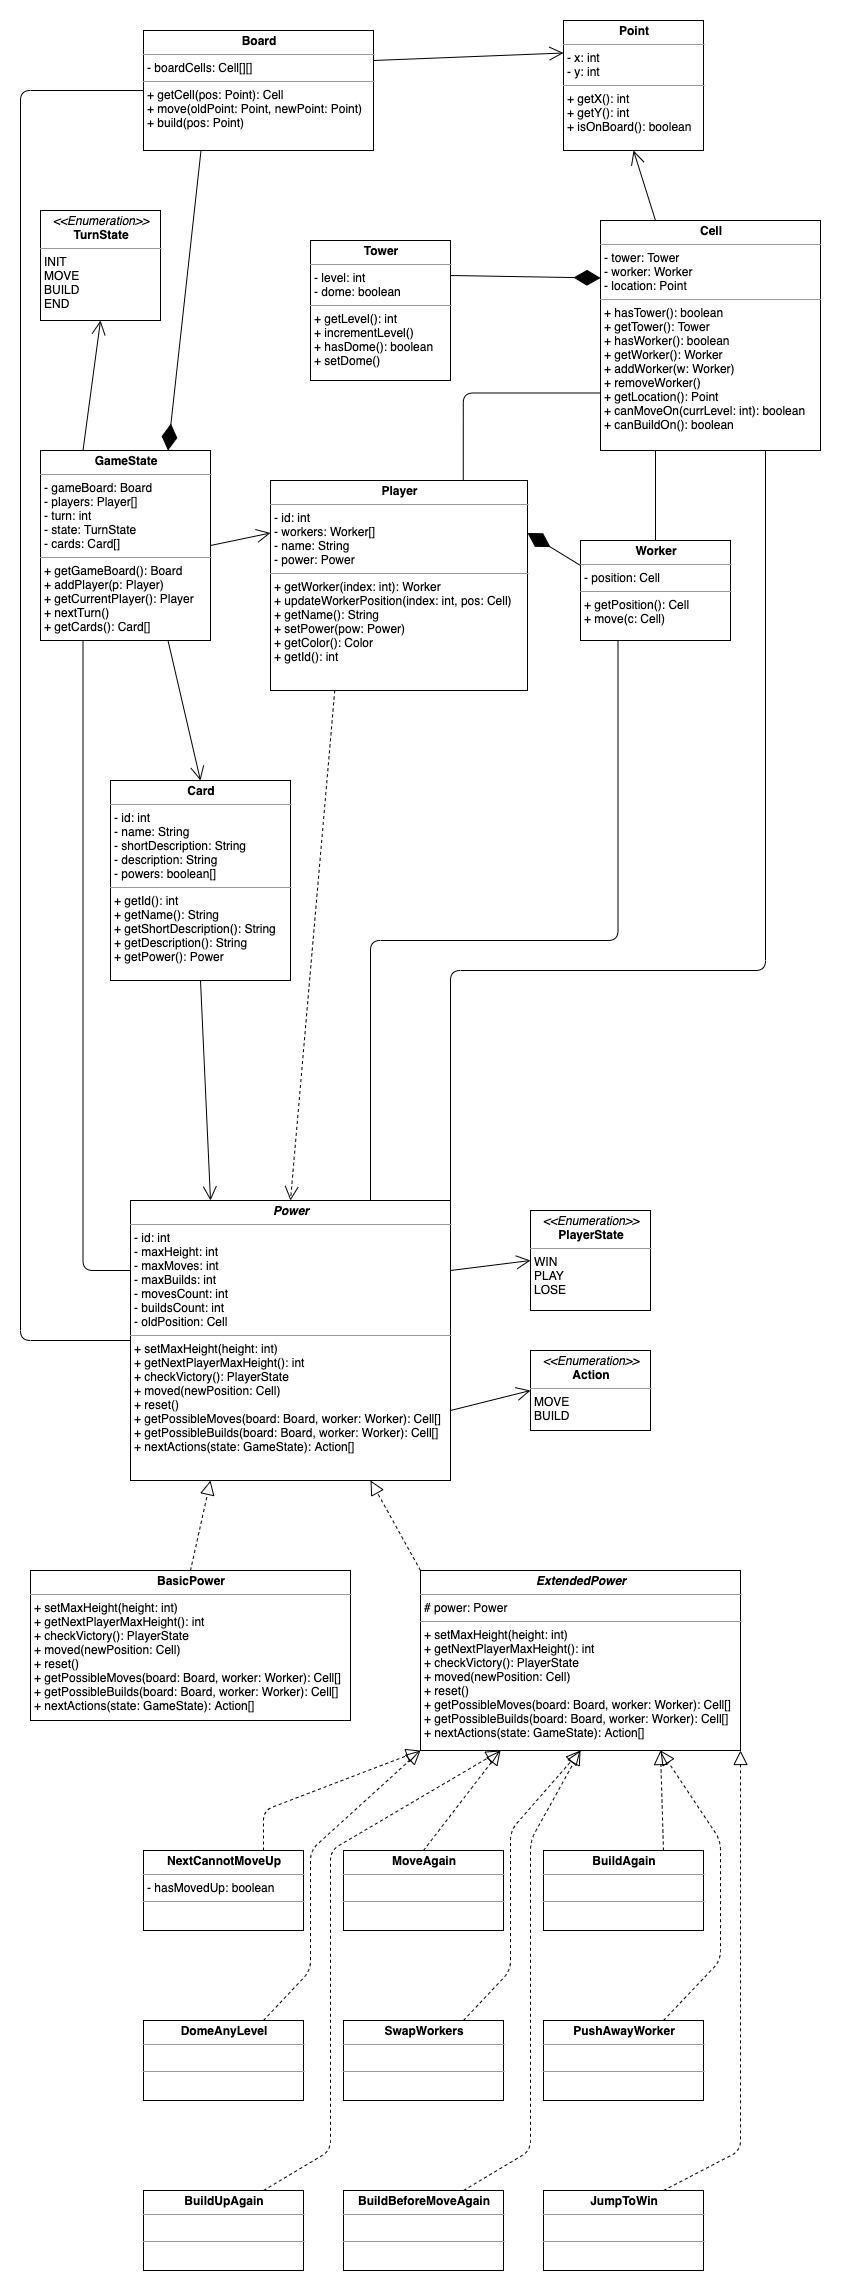 Board
- boardCells: Cell[][]
+ getCell(pos: Point): Cell
+ move(oldPoint: Point, newPoint: Point)
+ build(pos: Point)
Point
- x: int
- y: int
+ getX(): int
+ getY(): int
+ isOnBoard(): boolean
<<Enumeration>>
TurnState
INIT
MOVE
BUILD
END
Tower
- level: int
- dome: boolean
+ getLevel(): int
+ incrementLevel()
+ hasDome(): boolean
+ setDome()
Cell
- tower: Tower
- worker: Worker
- location: Point
+ hasTower(): boolean
+ getTower(): Tower
+ hasWorker(): boolean
+ getWorker(): Worker
+ addWorker(w: Worker)
+ removeWorker()
+ getLocation(): Point
+ canMoveOn(currLevel: int): boolean
+ canBuildOn(): boolean
GameState
- gameBoard: Board
- players: Player[]
- turn: int
- state: TurnState
- cards: Card[]
+ getGameBoard(): Board
+ addPlayer(p: Player)
+ getCurrentPlayer(): Player
+ nextTurn()
+ getCards(): Card[]
Player
- id: int
- workers: Worker[]
- name: String
- power: Power
+ getWorker(index: int): Worker
+ updateWorkerPosition(index: int, pos: Cell)
+ getName(): String
+ setPower(pow: Power)
+ getColor(): Color
+ getId(): int
Worker
- position: Cell
+ getPosition(): Cell
+ move(c: Cell)
Card
- id: int
- name: String
- shortDescription: String
- description: String
- powers: boolean[]
+ getId(): int
+ getName(): String
+ getShortDescription(): String
+ getDescription(): String
+ getPower(): Power
Power
- id: int
- maxHeight: int
- maxMoves: int
- maxBuilds: int
- movesCount: int
- buildsCount: int
- oldPosition: Cell
+ setMaxHeight(height: int)
+ getNextPlayerMaxHeight(): int
+ checkVictory(): PlayerState
+ moved(newPosition: Cell)
+ reset()
+ getPossibleMoves(board: Board, worker: Worker): Cell[]
+ getPossibleBuilds(board: Board, worker: Worker): Cell[]
+ nextActions(state: GameState): Action[]
<<Enumeration>>
PlayerState
WIN
PLAY
LOSE
<<Enumeration>>
Action
MOVE
BUILD
BasicPower
+ setMaxHeight(height: int)
+ getNextPlayerMaxHeight(): int
+ checkVictory(): PlayerState
+ moved(newPosition: Cell)
+ reset()
+ getPossibleMoves(board: Board, worker: Worker): Cell[]
+ getPossibleBuilds(board: Board, worker: Worker): Cell[]
+ nextActions(state: GameState): Action[]
ExtendedPower
# power: Power
+ setMaxHeight(height: int)
+ getNextPlayerMaxHeight(): int
+ checkVictory(): PlayerState
+ moved(newPosition: Cell)
+ reset()
+ getPossibleMoves(board: Board, worker: Worker): Cell[]
+ getPossibleBuilds(board: Board, worker: Worker): Cell[]
+ nextActions(state: GameState): Action[]
NextCannotMoveUp
- hasMovedUp: boolean
MoveAgain
BuildAgain
DomeAnyLevel
SwapWorkers
PushAwayWorker
BuildUpAgain
BuildBeforeMoveAgain
JumpToWin